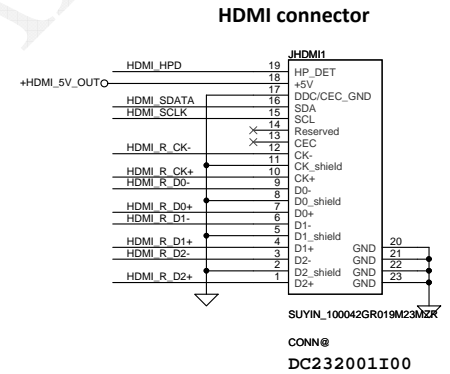 HDMI connector
JHDMI1
HDMI_HPD 19 HP_DET
+HDMI_5V_OUT 18 +5V
17 DDC/CEC_GND
HDMI_SDATA 16 SDA
HDMI_SCLK 15 SCL
14 Reserved
13 CEC
HDMI_R_CK- 12 CK-
11 CK_shield
HDMI_R_CK+ 10 CK+
HDMI_R_D0- 9 D0-
8 D0_shield
HDMI_R_D0+ 7 D0+
HDMI_R_D1- 6 D1-
5 D1_shield
HDMI_R_D1+ 4 D1+ GND 20
HDMI_R_D2- 3 D2- GND 21
2 D2_shield GND 22
HDMI_R_D2+ 1 D2+ GND 23
SUYIN_100042GR019M23MZR
CONN@
DC232001I00